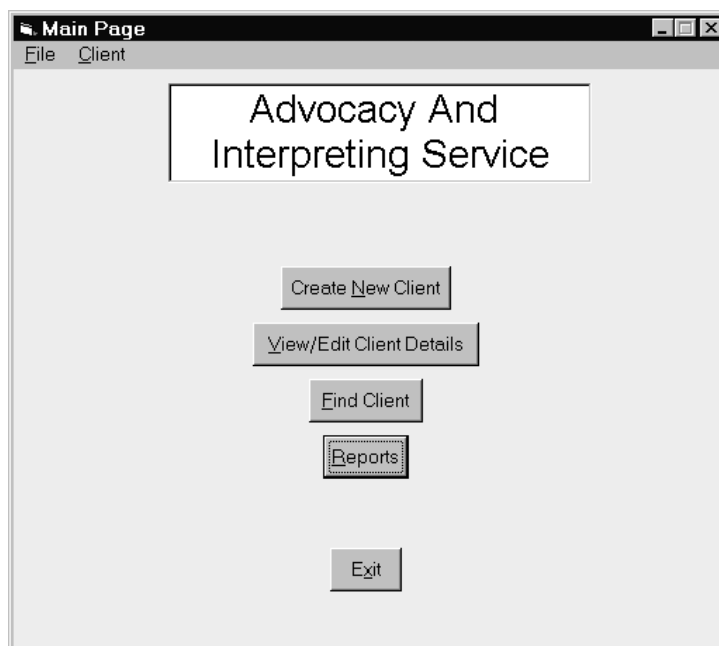 Main Page
File Client
Advocacy And
Interpreting Service
Create New Client
View/Edit Client Details
Find Client
Reports
Exit